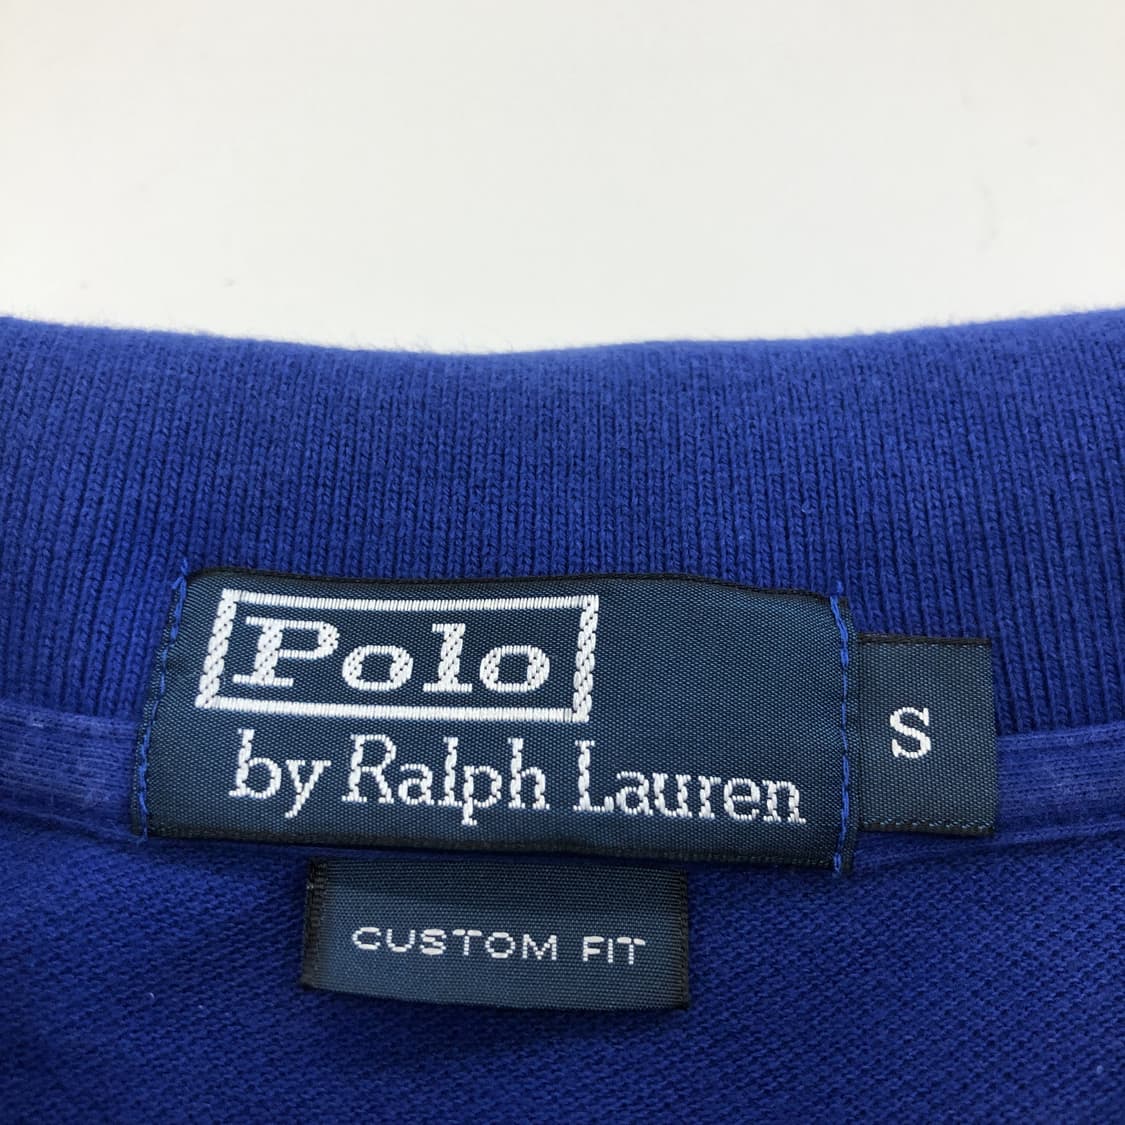 Polo
by Ralph Lauren
S
CUSTOM FIT